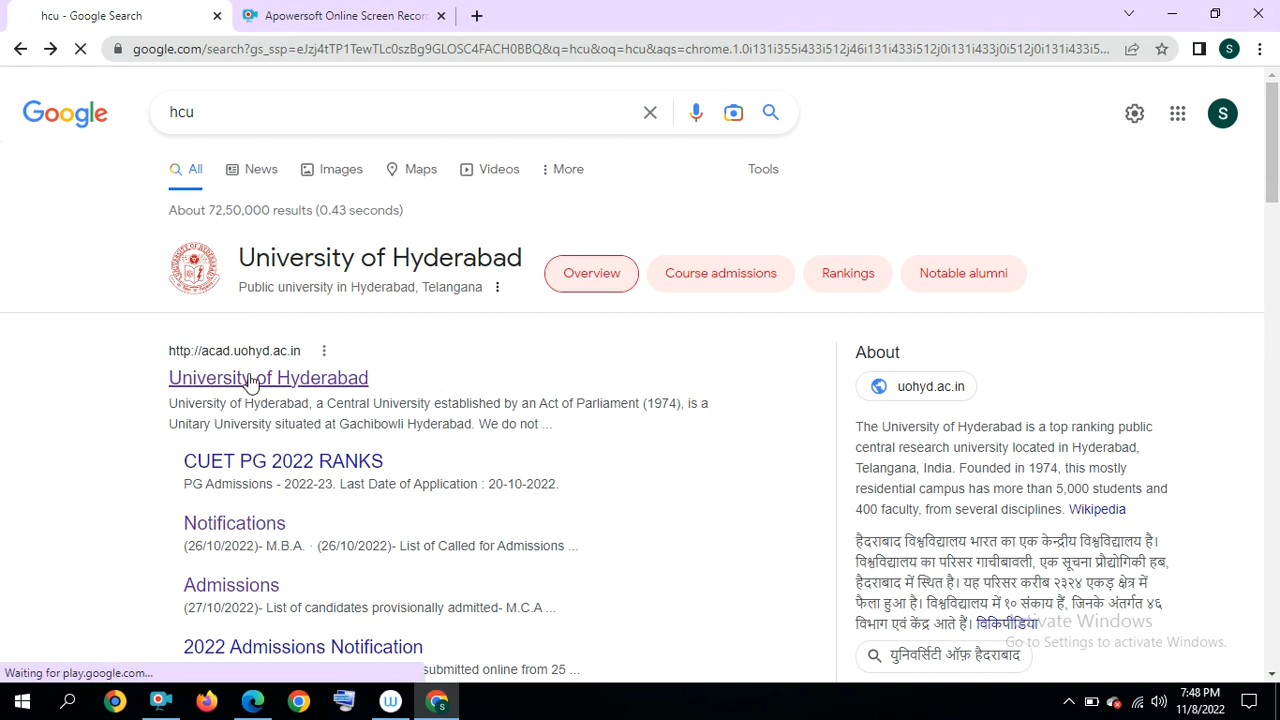 hcu - Google Search
Apowersoft Online Screen Recor
google.com/search?gs_ssp=eJzj4tTP1TewTLc0szBg9GLOSC4FACH0BBQ&q=hcu&oq=hcu&aqs=chrome.1.0i131i355i433i512j46i131i433i512j0i131i433j0i512j0i131i433i5...
S
Google
hcu
S
All
News
Images
Maps
Videos
More
Tools
About 72,50,000 results (0.43 seconds)
University of Hyderabad
Public university in Hyderabad, Telangana
Overview
Course admissions
Rankings
Notable alumni
http://acad.uohyd.ac.in
University of Hyderabad
University of Hyderabad, a Central University established by an Act of Parliament (1974), is a
Unitary University situated at Gachibowli Hyderabad. We do not ...
CUET PG 2022 RANKS
PG Admissions - 2022-23. Last Date of Application : 20-10-2022.
Notifications
(26/10/2022)- M.B.A. · (26/10/2022)- List of Called for Admissions ...
Admissions
(27/10/2022)- List of candidates provisionally admitted- M.C.A ...
2022 Admissions Notification
submitted online from 25 ...
About
uohyd.ac.in
The University of Hyderabad is a top ranking public
central research university located in Hyderabad,
Telangana, India. Founded in 1974, this mostly
residential campus has more than 5,000 students and
400 faculty, from several disciplines. Wikipedia
हैदराबाद विश्वविद्यालय भारत का एक केन्द्रीय विश्वविद्यालय है।
विश्वविद्यालय का परिसर गाचीबावली, एक सूचना प्रौद्योगिकी हब,
हैदराबाद में स्थित है। यह परिसर करीब २३२४ एकड़ क्षेत्र में
फैला हुआ है। विश्वविद्यालय में १० संकाय हैं, जिनके अंतर्गत ४६
विभाग एवं केंद्र आते हैं। विकिपीडिया
Activate Windows
Go to Settings to activate Windows.
युनिवर्सिटी ऑफ़ हैदराबाद
Waiting for play.google.com...
7:48 PM
11/8/2022